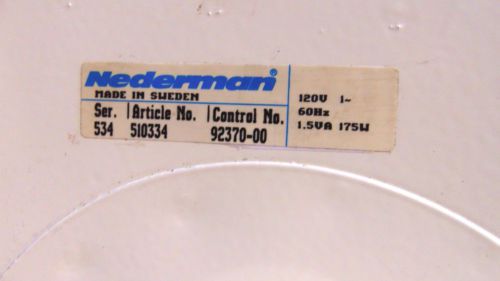 Nederman
MADE IN SWEDEN
Ser. Article No. Control No.
534 510334 92370-00
120V 1~
60Hz
1.5VA 175W